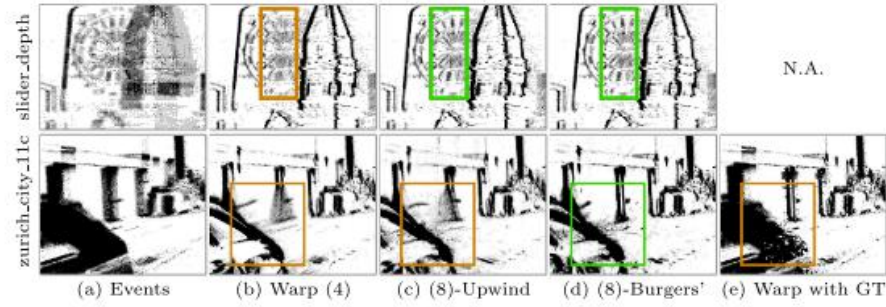 slider_depth
N.A.
zurich_city_11c
(a) Events (b) Warp (4) (c) (8)-Upwind (d) (8)-Burgers' (e) Warp with GT